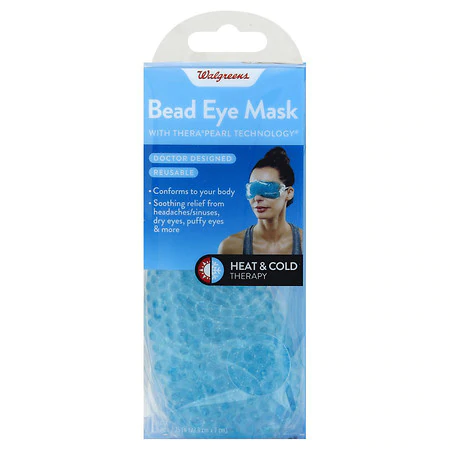 Walgreens
Bead Eye Mask
WITH THERA°PEARL TECHNOLOGY®
DOCTOR DESIGNED
REUSABLE
• Conforms to your body
• Soothing relief from
headaches/sinuses,
dry eyes, puffy eyes
& more
HEAT & COLD
THERAPY